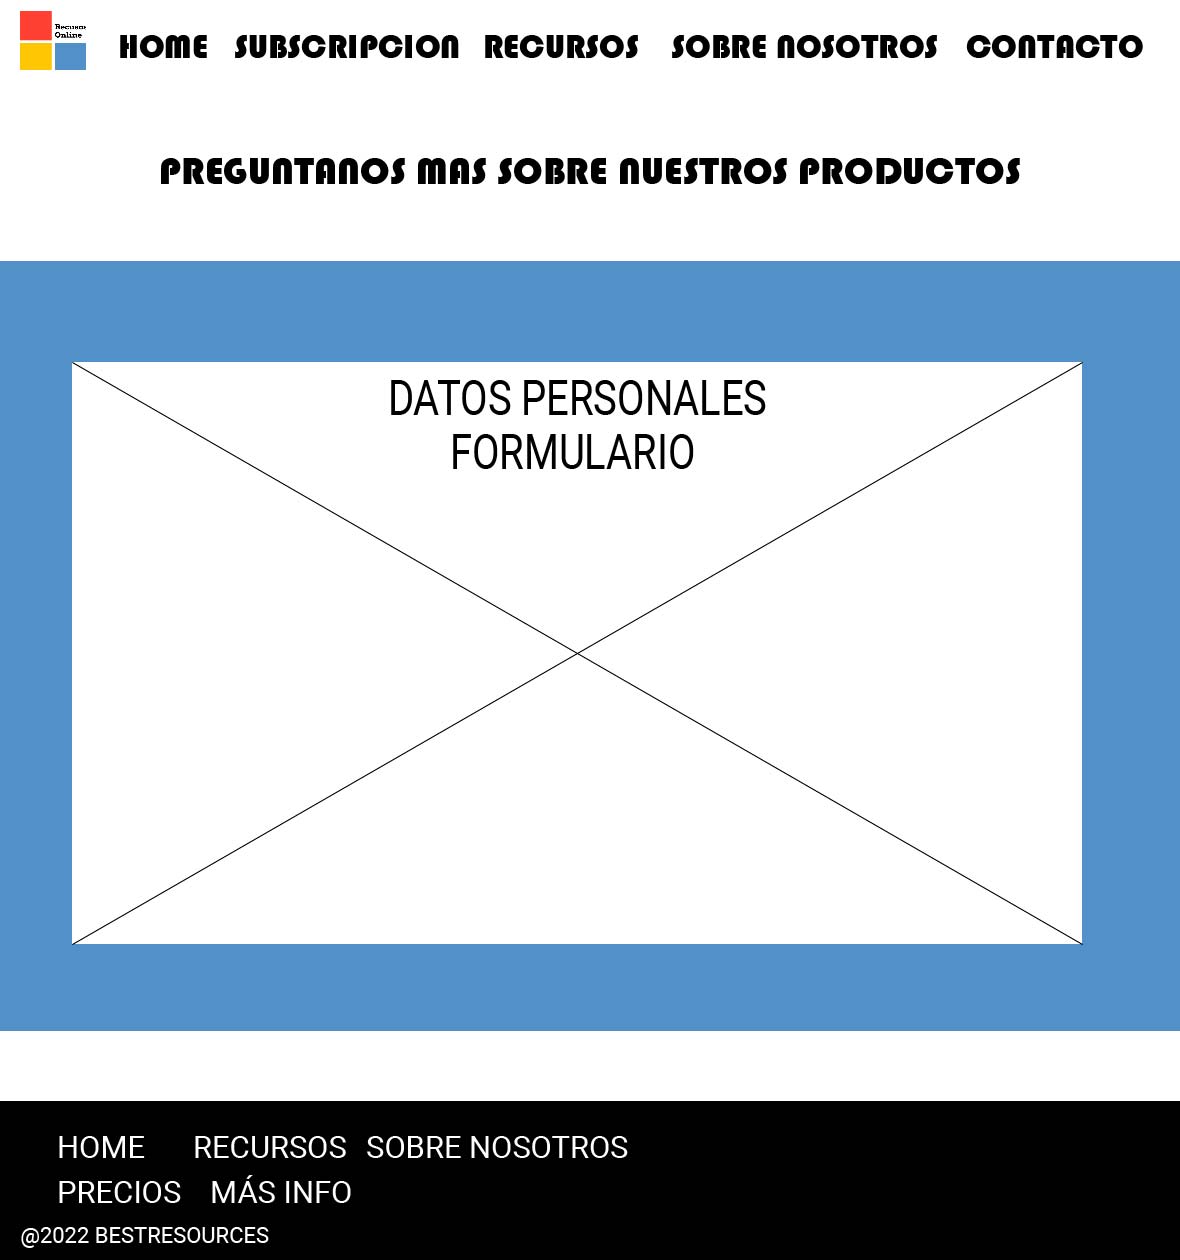 Recursos
Online
HOME SUBSCRIPCION RECURSOS SOBRE NOSOTROS CONTACTO
PREGUNTANOS MAS SOBRE NUESTROS PRODUCTOS
DATOS PERSONALES
FORMULARIO
HOME RECURSOS SOBRE NOSOTROS
PRECIOS MÁS INFO
@2022 BESTRESOURCES